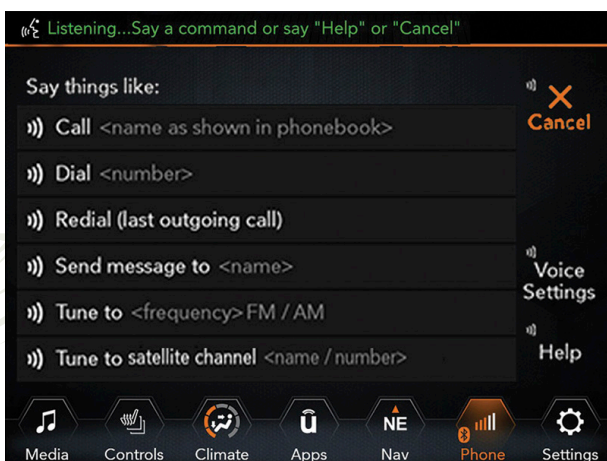 Listening...Say a command or say "Help" or "Cancel"
Say things like:
Call <name as shown in phonebook>
Dial <number>
Redial (last outgoing call)
Send message to <name>
Tune to <frequency> FM / AM
Tune to satellite channel <name / number>
Cancel
Voice
Settings
Help
û
NE
Media Controls Climate Apps Nav Phone Settings